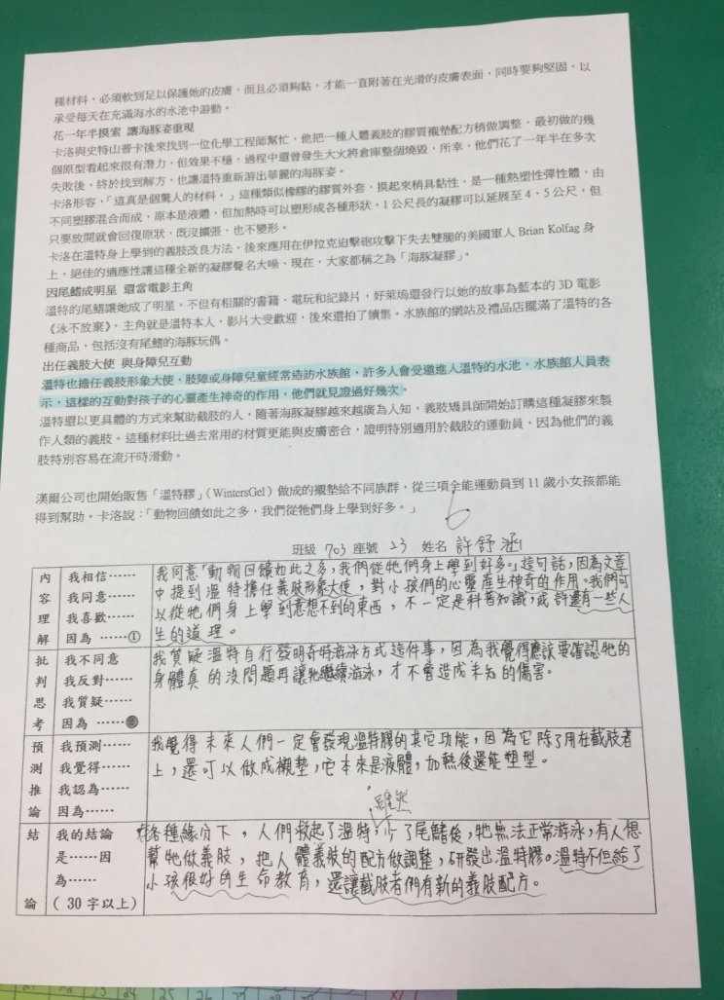 種材料，必須軟到足以保護她的皮膚，而且必須夠黏，才能一直附著在光滑的皮膚表面，同時要夠堅固，以
承受每天在充滿海水的水池中游動。
花一年半摸索 讓海豚姿重現
卡洛與史特山普卡後來找到一位化學工程師幫忙，他把一種人體義肢的膠質襯墊配方稍做調整，最初做的幾
個原型看起來很有潛力，但效果不穩，過程中還曾發生大火將倉庫整個燒毀，所幸，他們花了一年半在多次
失敗後，終於找到解方，也讓溫特重新游出華麗的海豚姿。
卡洛形容，「這真是個驚人的材料。」這種類似橡膠的膠質外套，摸起來稍具黏性，是一種熱塑性彈性體，由
不同塑膠混合而成，原本是液體，但加熱時可以塑形成各種形狀。1 公尺長的凝膠可以延展至 4、5 公尺，但
只要放開就會回復原狀，既沒擴張，也不變形。
卡洛在溫特身上學到的義肢改良方法，後來應用在伊拉克迫擊砲攻擊下失去雙腿的美國軍人 Brian Kolfag 身
上，絕佳的適應性讓這種全新的凝膠聲名大噪，現在，大家都稱之為「海豚凝膠」。
因尾鰭成明星 還當電影主角
溫特的尾鰭讓她成了明星。不但有相關的書籍、電玩和紀錄片，好萊塢還發行以她的故事為藍本的 3D 電影
《泳不放棄》，主角就是溫特本人，影片大受歡迎，後來還拍了續集。水族館的網站及禮品店擺滿了溫特的各
種商品，包括沒有尾鰭的海豚玩偶。
出任義肢大使 與身障兒互動
溫特也擔任義肢形象大使，肢障或身障兒童經常造訪水族館，許多人會受邀進入溫特的水池，水族館人員表
示，這樣的互動對孩子的心靈產生神奇的作用，他們就見證過好幾次。
溫特還以更具體的方式來幫助截肢的人，隨著海豚凝膠越來越廣為人知，義肢矯具師開始訂購這種凝膠來製
作人類的義肢。這種材料比過去常用的材質更能與皮膚密合，證明特別適用於截肢的運動員，因為他們的義
肢特別容易在流汗時滑動。
漢爾公司也開始販售「溫特膠」（WintersGel）做成的襯墊給不同族群，從三項全能運動員到 11 歲小女孩都能
得到幫助。卡洛說：「動物回饋如此之多，我們從牠們身上學到好多。」
6
班級 703 座號 23 姓名 許舒涵
內 我相信…… 我同意「動物回饋如此之多，我們從牠們身上學到好多。」這句話，因為文章
容 我同意…… 中提到溫特擔任義肢形象大使，對小孩們的心靈產生神奇的作用。我們可
理 我喜歡…… 以從牠們身上學到意想不到的東西，不一定是科普知識，或許還有一些人
解 因為 ……① 生的道理。
批 我不同意 我質疑溫特自行發明奇特游泳方式這件事，因為我覺得應該要確認牠的
判 我反對…… 身體真的沒問題再讓牠繼續游泳，才不會造成未知的傷害。
思 我質疑……
考 因為 ……②
預 我預測…… 我覺得未來人們一定會發現溫特膠的其它功能，因為它除了用在截肢者
測 我覺得…… 上，還可以做成襯墊，它本來是液體，加熱後還能塑型。
推 我認為……
論 因為……
雖然
結 我的結論 在各種緣分下，人們救起了溫特，少了尾鰭後，牠無法正常游泳，有人想
是……因 幫牠做義肢，把人體義肢的配方做調整，研發出溫特膠。溫特不但給了
為…… 小孩很好的生命教育，還讓截肢者們有新的義肢配方。
論 ( 30 字以上)
23 24 25